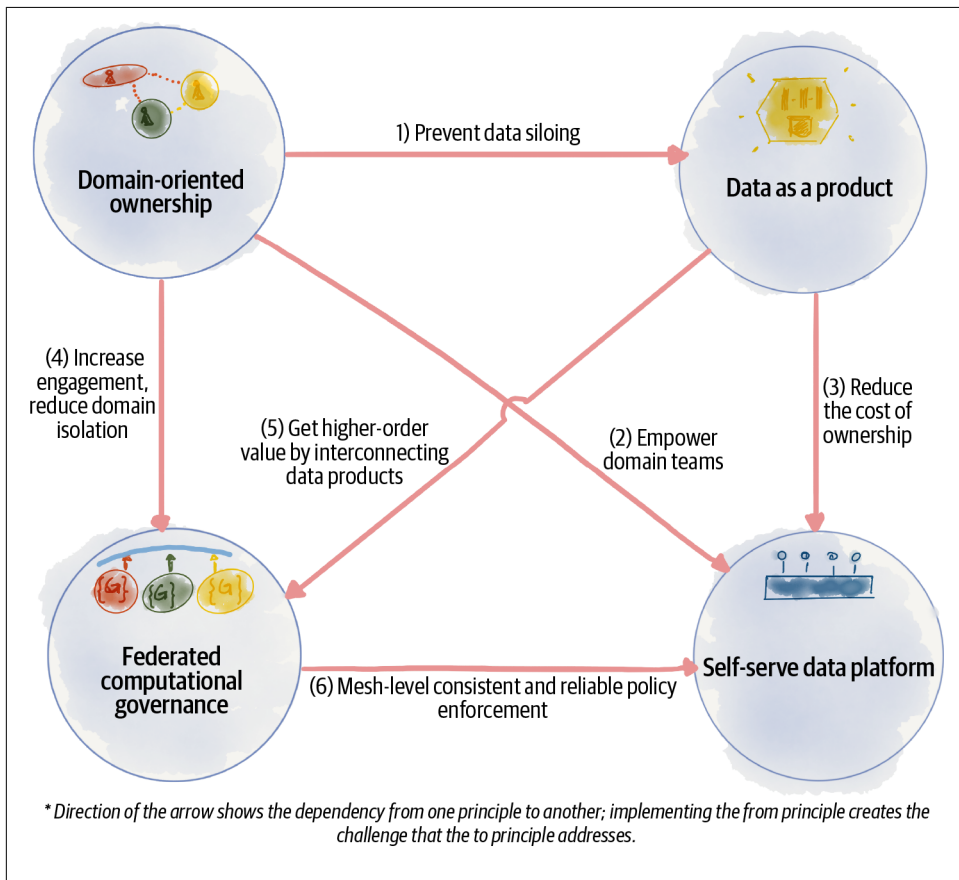 1) Prevent data siloing
Domain-oriented
ownership
Data as a product
(4) Increase
engagement,
reduce domain
isolation
(3) Reduce
the cost of
ownership
(5) Get higher-order
value by interconnecting
data products
(2) Empower
domain teams
{G}
{G}
{G}
Federated
computational
governance
Self-serve data platform
(6) Mesh-level consistent and reliable policy
enforcement
* Direction of the arrow shows the dependency from one principle to another; implementing the from principle creates the
challenge that the to principle addresses.